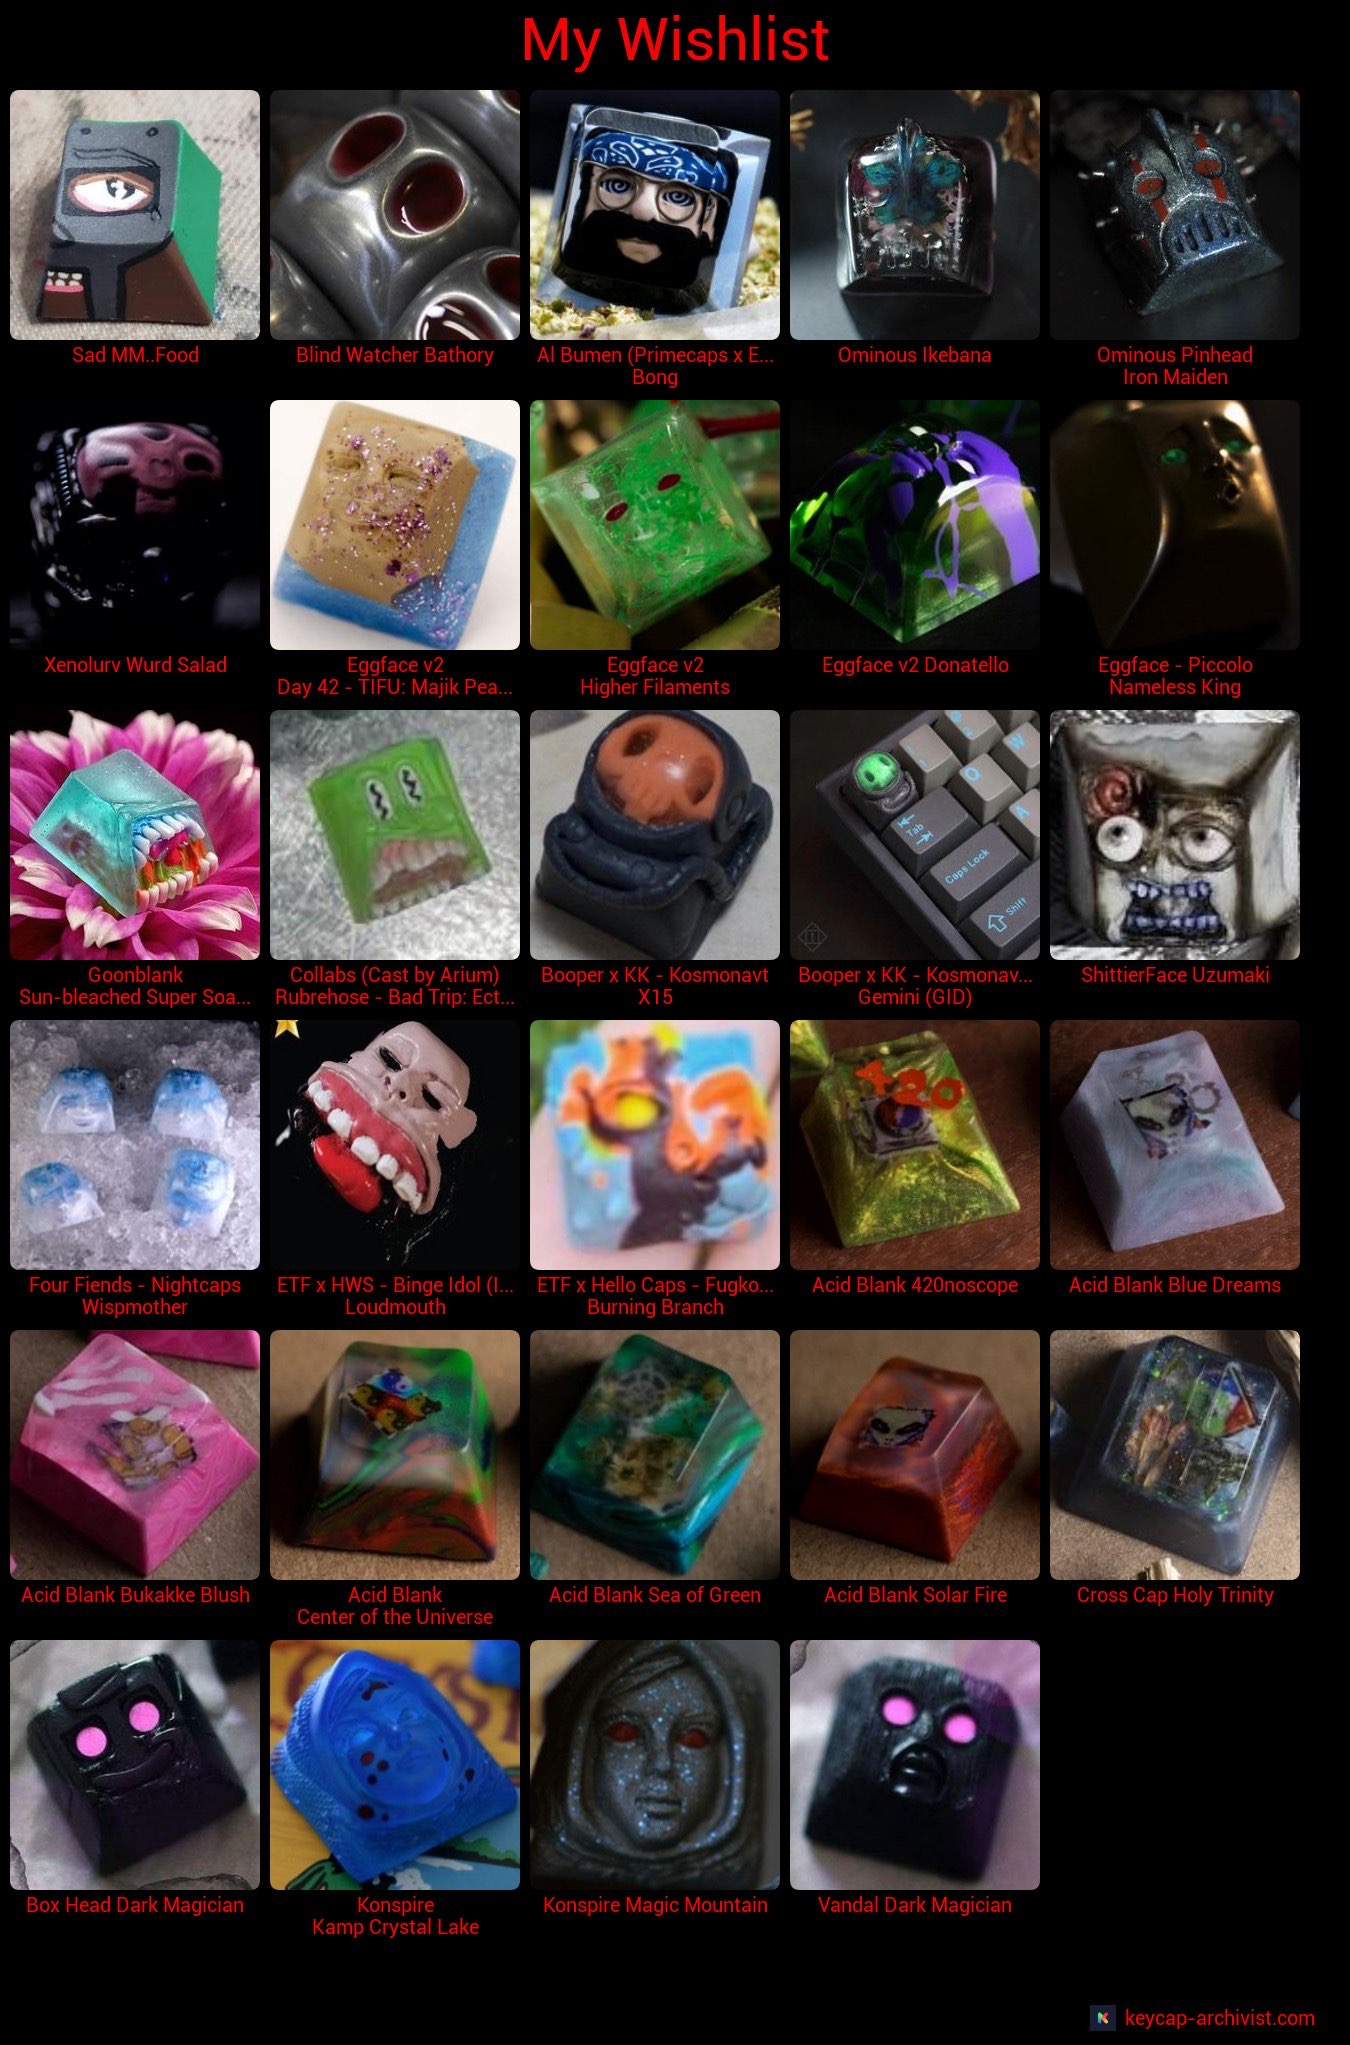 My Wishlist
Sad MM..Food
Blind Watcher Bathory
Al Bumen (Primecaps x E...
Bong
Ominous Ikebana
Ominous Pinhead
Iron Maiden
Xenolurv Wurd Salad
Eggface v2
Day 42 - TIFU: Majik Pea...
Eggface v2
Higher Filaments
Eggface v2 Donatello
Eggface - Piccolo
Nameless King
Goonblank
Sun-bleached Super Soa...
Collabs (Cast by Arium)
Rubrehose - Bad Trip: Ect...
Booper x KK - Kosmonavt
X15
2
W
Q
A
Tab
Caps Lock
Shift
Booper x KK - Kosmonav...
Gemini (GID)
ShittierFace Uzumaki
Four Fiends - Nightcaps
Wispmother
ETF x HWS - Binge Idol (I...
Loudmouth
ETF x Hello Caps - Fugko...
Burning Branch
420
Acid Blank 420noscope
Acid Blank Blue Dreams
Acid Blank Bukakke Blush
Acid Blank
Center of the Universe
Acid Blank Sea of Green
Acid Blank Solar Fire
Cross Cap Holy Trinity
Box Head Dark Magician
Konspire
Kamp Crystal Lake
Konspire Magic Mountain
Vandal Dark Magician
keycap-archivist.com